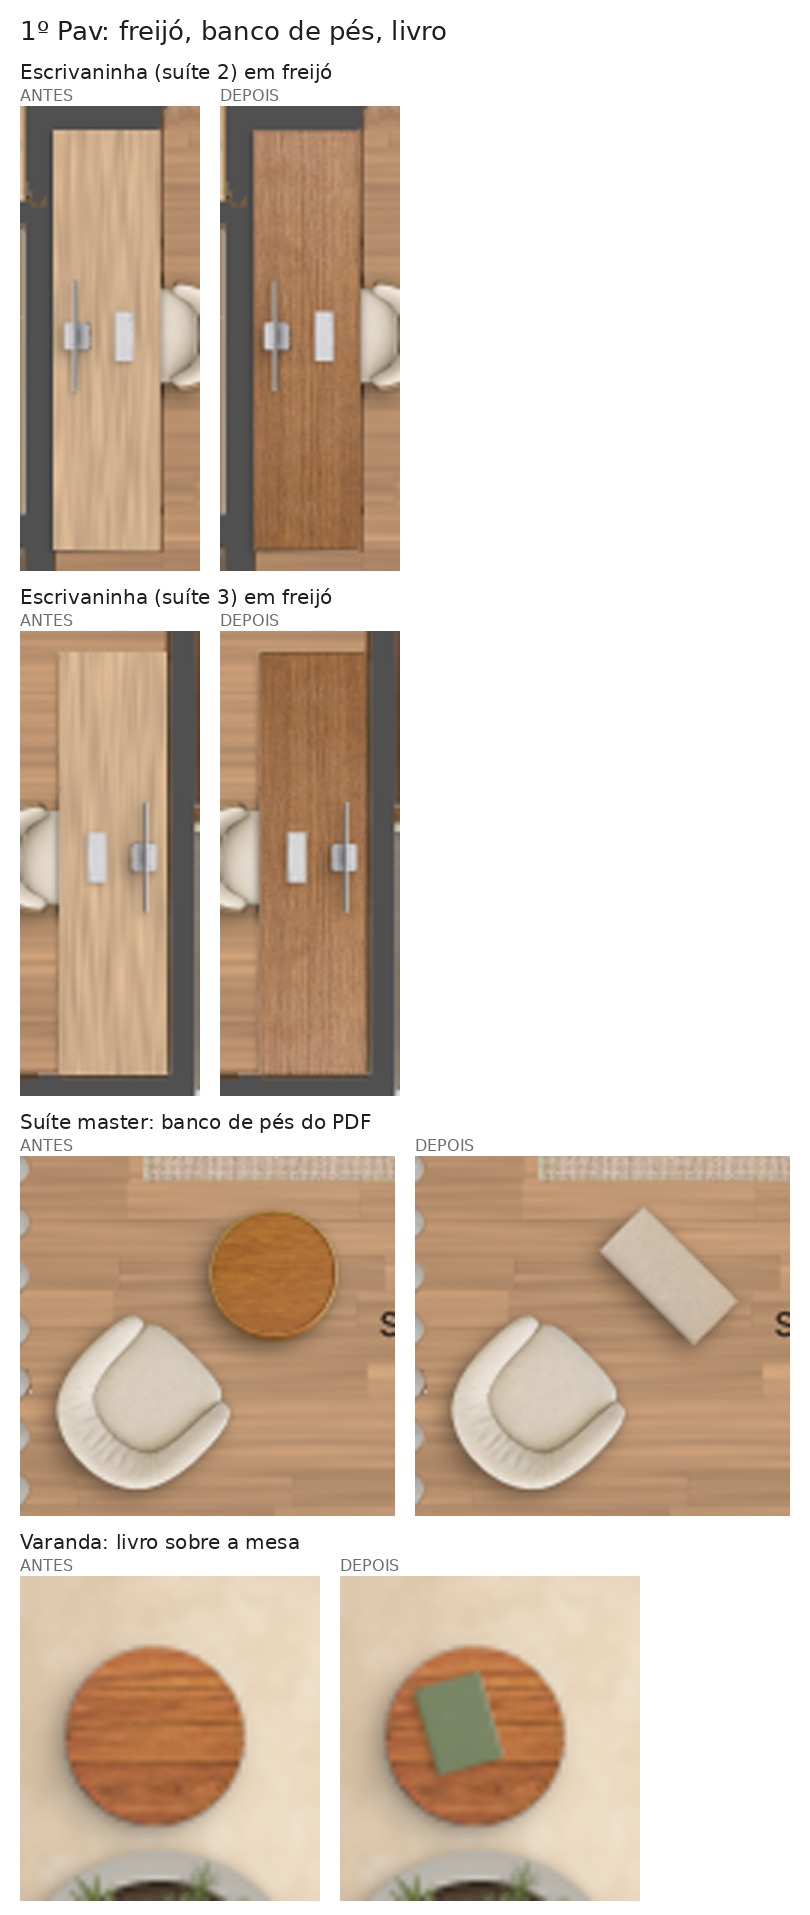 1º Pav: freijó, banco de pés, livro
Escrivaninha (suíte 2) em freijó
ANTES DEPOIS
Escrivaninha (suíte 3) em freijó
ANTES DEPOIS
Suíte master: banco de pés do PDF
ANTES DEPOIS
S S
Varanda: livro sobre a mesa
ANTES DEPOIS